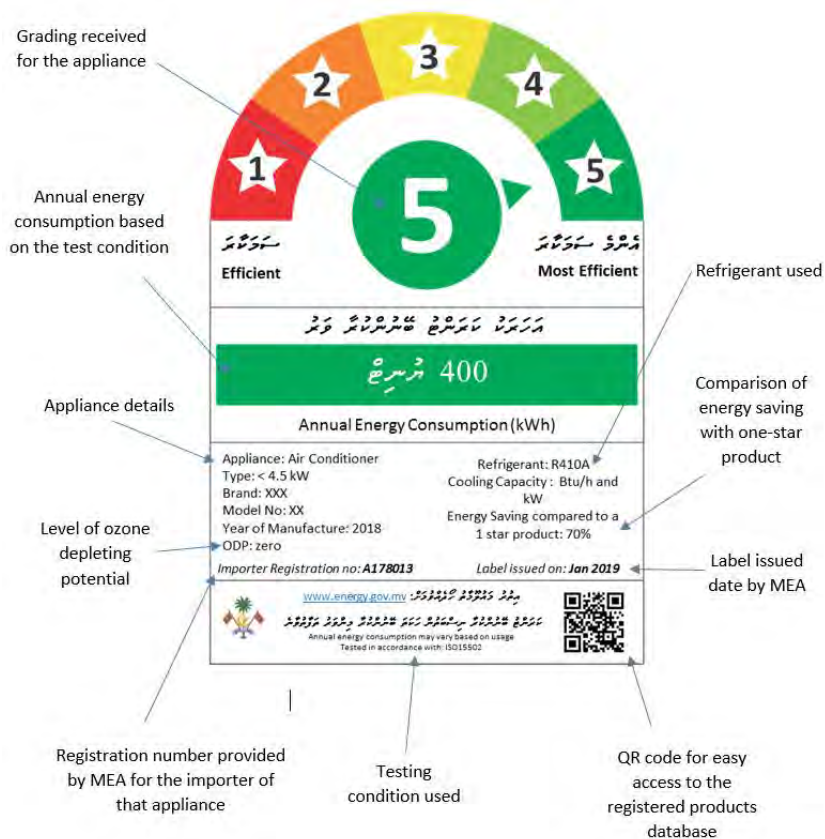 Grading received
for the appliance
1
2
3
4
5
5
Annual energy
consumption based
on the test condition
ސަމަކާރަ
Efficient
އެންމެ ސަމަކާރަ
Most Efficient
Refrigerant used
އަހަރަކު ކަރަންޓު ބޭނުންކުރާ ވަރު
400 ޔުނިޓް
Annual Energy Consumption (kWh)
Comparison of
energy saving
with one-star
product
Appliance details
Appliance: Air Conditioner
Type: < 4.5 kW
Brand: XXX
Model No: XX
Year of Manufacture: 2018
ODP: zero
Refrigerant: R410A
Cooling Capacity : Btu/h and
kW
Energy Saving compared to a
1 star product: 70%
Level of ozone
depleting
potential
Importer Registration no: A178013
Label issued on: Jan 2019
Label issued
date by MEA
އިތުރު މަޢުލޫމާތު ހޯދެއްވުމަށް: www.energy.gov.mv
ކަރަންޓު ބޭނުންކުރާ ނިސްބަތުން ހަކަތަ ބޭނުންކުރާ މިންވަރު ތަފާތުވާނެ
Annual energy consumption may vary based on usage
Tested in accordance with: ISO15502
Registration number provided
by MEA for the importer of
that appliance
Testing
condition used
QR code for easy
access to the
registered products
database